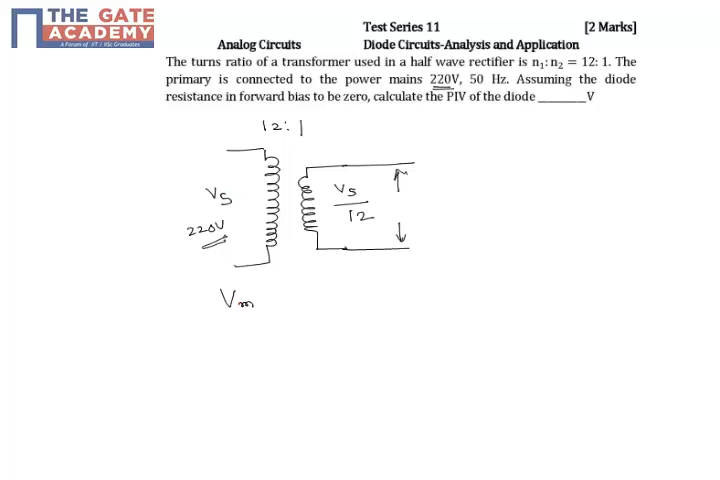 THE GATE
ACADEMY
A Forum of IIT / IISc Graduates
Test Series 11 [2 Marks]
Analog Circuits Diode Circuits-Analysis and Application
The turns ratio of a transformer used in a half wave rectifier is n₁: n₂ = 12: 1. The
primary is connected to the power mains 220V, 50 Hz. Assuming the diode
resistance in forward bias to be zero, calculate the PIV of the diode ________V
12:1
Vs
220V
Vs
12
Vm